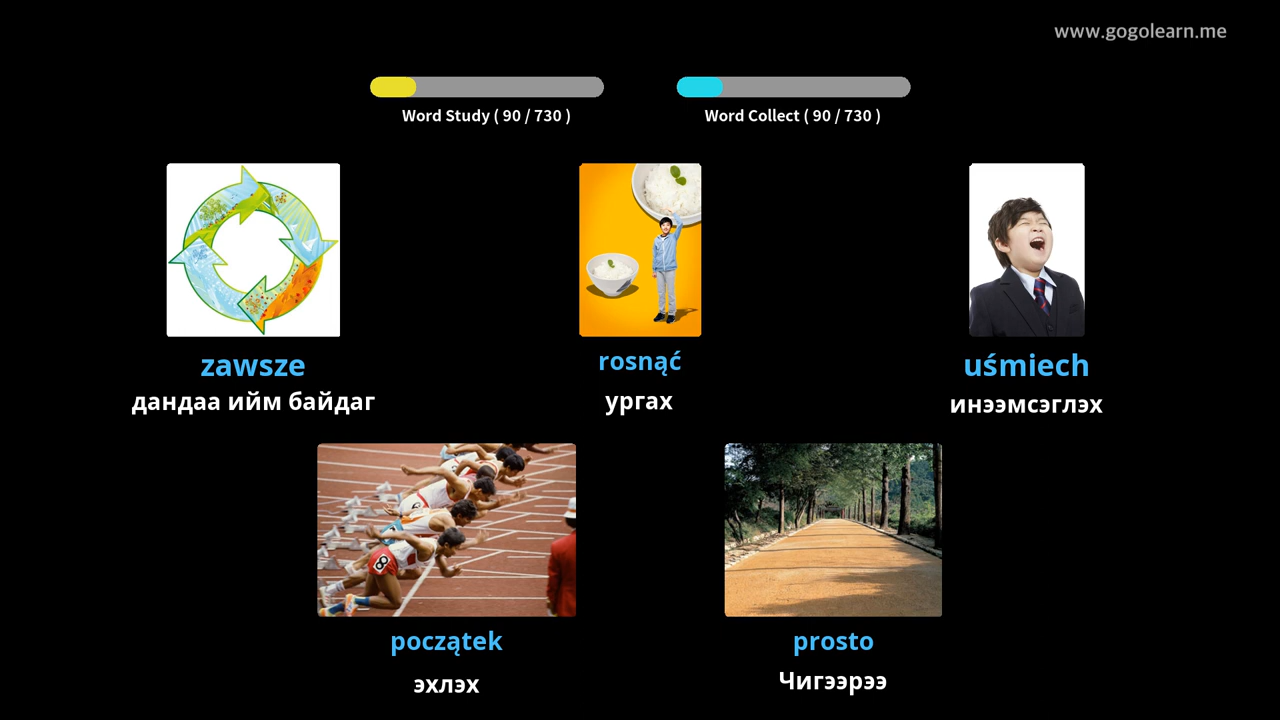 www.gogolearn.me
Word Study ( 90 / 730 )
Word Collect ( 90 / 730 )
zawsze
дандаа ийм байдаг
rosnąć
ургах
uśmiech
инээмсэглэх
8
początek
эхлэх
prosto
Чигээрээ